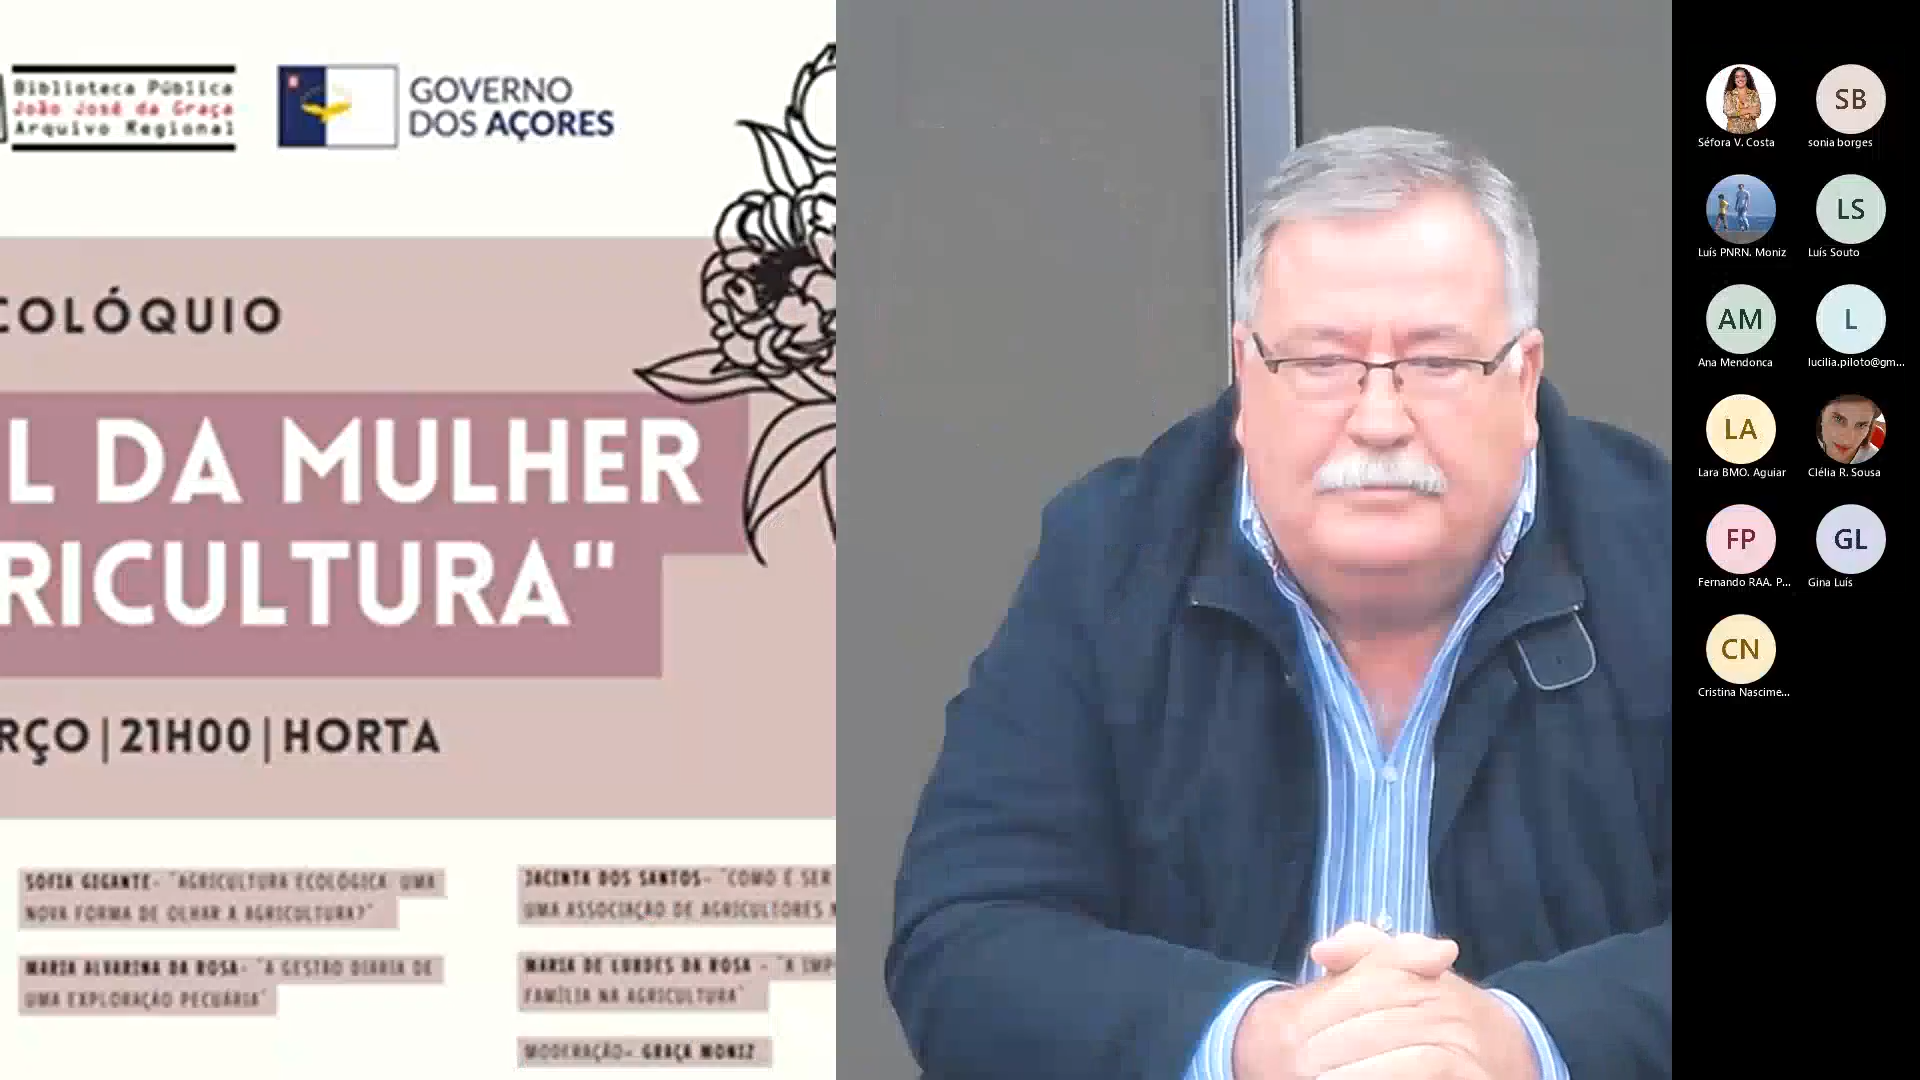 Biblioteca Pública
João José da Graça
Arquivo Regional
GOVERNO
DOS AÇORES
COLÓQUIO
L DA MULHER
RICULTURA"
RÇO|21H00|HORTA
SOFIA GIGANTE- "AGRICULTURA ECOLÓGICA: UMA
NOVA FORMA DE OLHAR A AGRICULTURA?"
MARIA ALVARINA DA ROSA- "A GESTÃO DIÁRIA DE
UMA EXPLORAÇÃO PECUÁRIA"
JACINTA DOS SANTOS- "COMO É SER
UMA ASSOCIAÇÃO DE AGRICULTORES
MARIA DE LURDES DA ROSA - "A IMP
FAMÍLIA NA AGRICULTURA"
MODERAÇÃO- GRAÇA MONIZ
Séfora V. Costa
SB
sonia borges
Luís PNRN. Moniz
LS
Luís Souto
AM
Ana Mendonca
L
lucilia.piloto@gm...
LA
Lara BMO. Aguiar
Clélia R. Sousa
FP
Fernando RAA. P...
GL
Gina Luís
CN
Cristina Nascime...